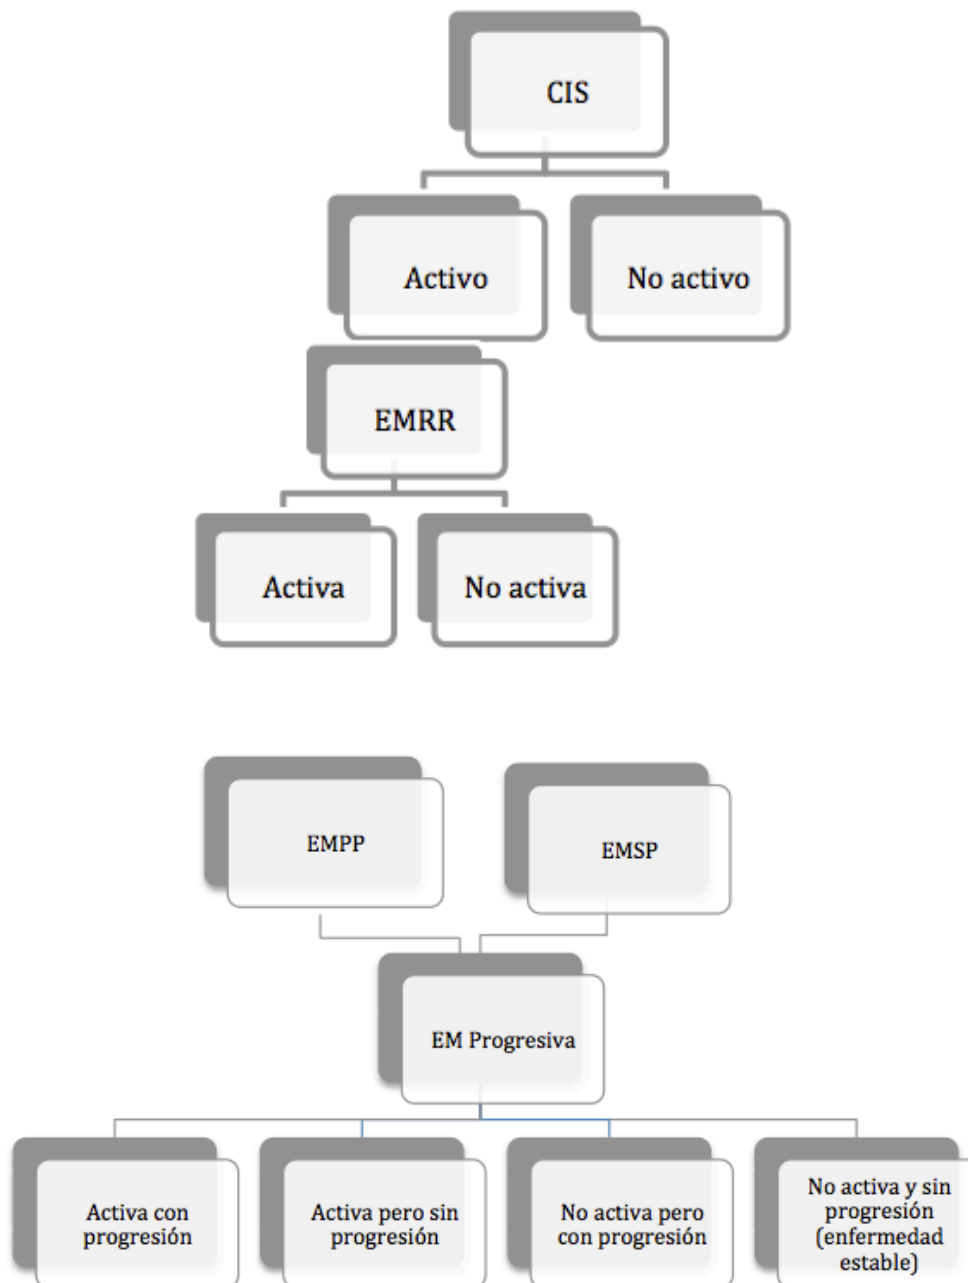 CIS
Activo
No activo
EMRR
Activa
No activa
EMPP
EMSP
EM Progresiva
Activa con
progresión
Activa pero sin
progresión
No activa pero
con progresión
No activa y sin
progresión
(enfermedad
estable)